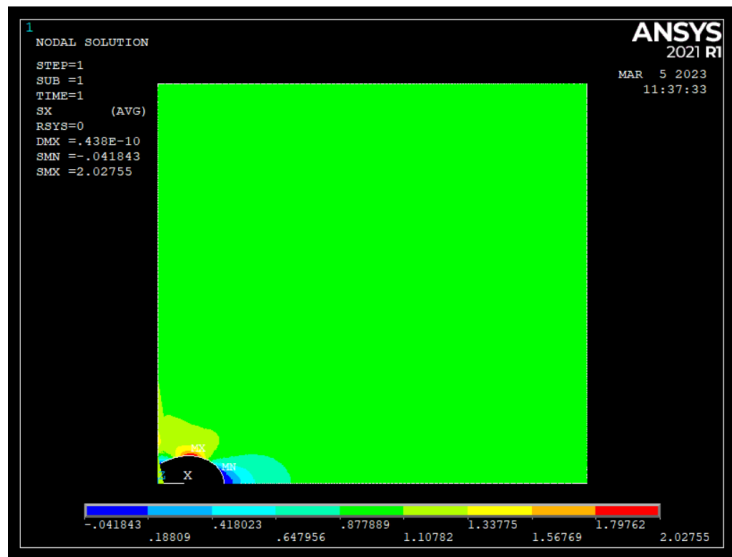 1
NODAL SOLUTION
STEP=1
SUB =1
TIME=1
SX (AVG)
RSYS=0
DMX =.438E-10
SMN =-.041843
SMX =2.02755
ANSYS
2021 R1
MAR 5 2023
11:37:33
MX
MN
X
-.041843 .418023 .877889 1.33775 1.79762
.18809 .647956 1.10782 1.56769 2.02755